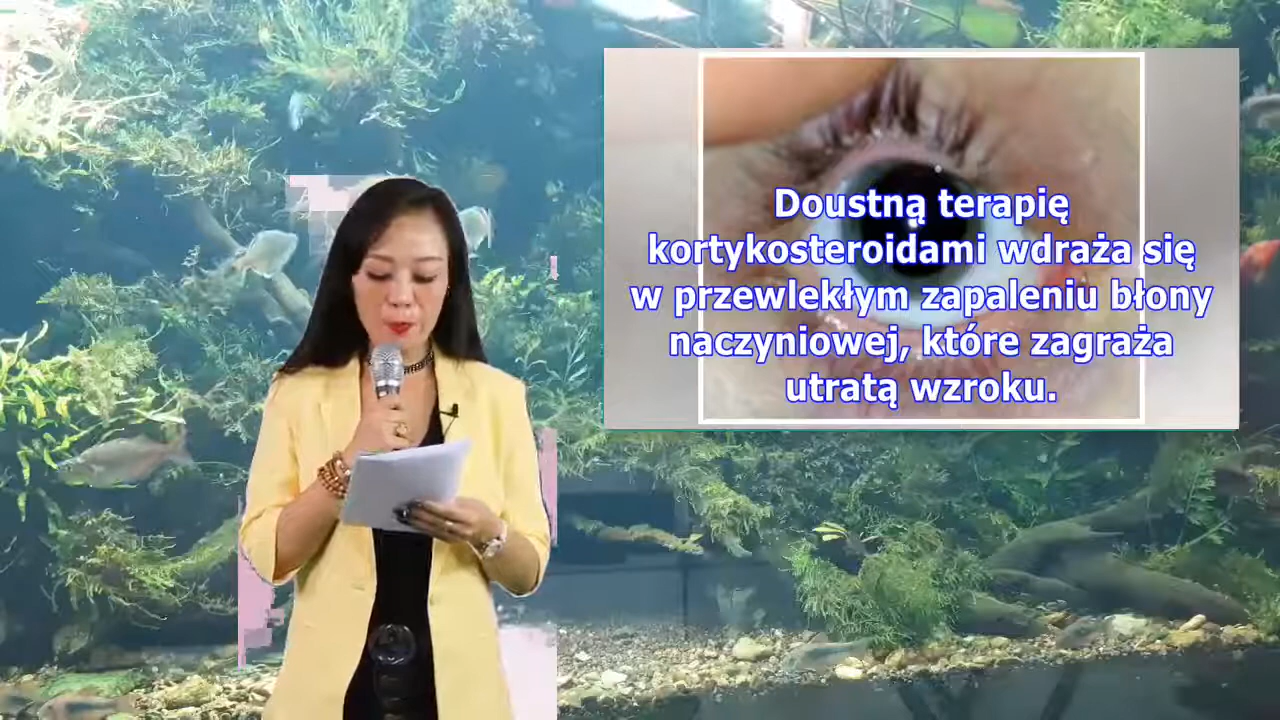 Doustną terapię
kortykosteroidami wdraża się
w przewlekłym zapaleniu błony
naczyniowej, które zagraża
utratą wzroku.